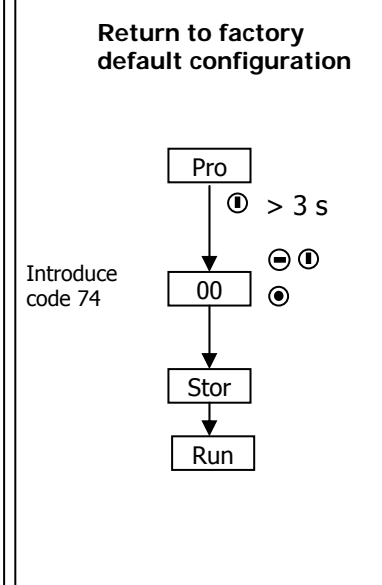 Return to factory
default configuration
Pro
> 3 s
Introduce
code 74
00
Stor
Run